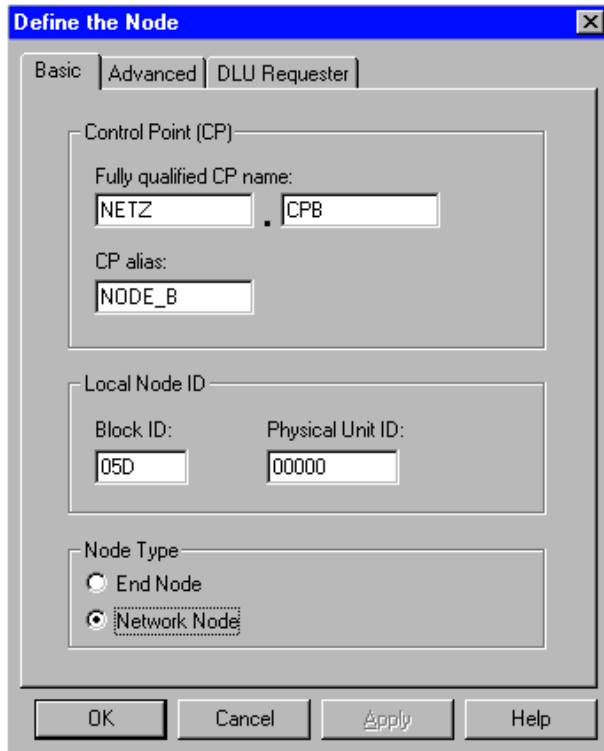 Define the Node
Basic Advanced DLU Requester
Control Point (CP)
Fully qualified CP name:
NETZ . CPB
CP alias:
NODE_B
Local Node ID
Block ID: Physical Unit ID:
05D 00000
Node Type
End Node
Network Node
OK Cancel Apply Help